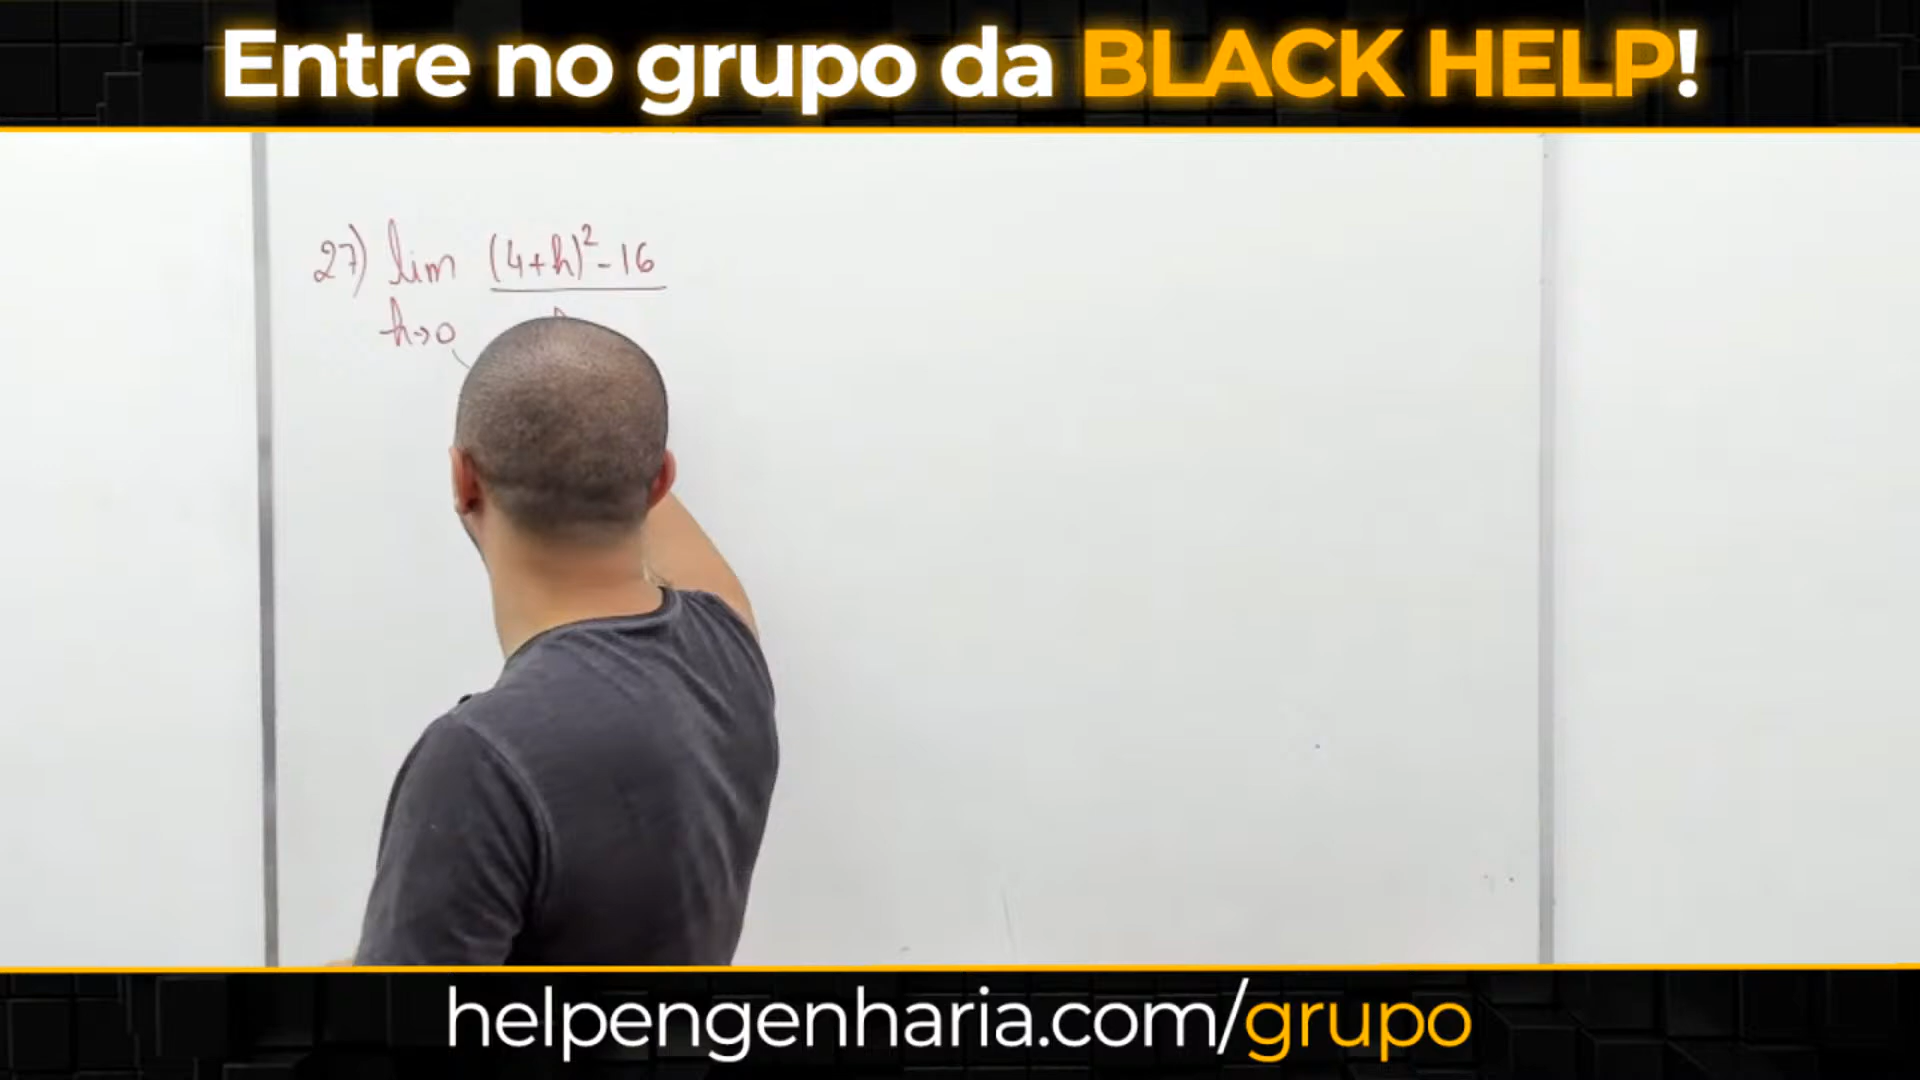 Entre no grupo da BLACK HELP!
27) lim (4+h)² - 16
h→0
helpengenharia.com/grupo